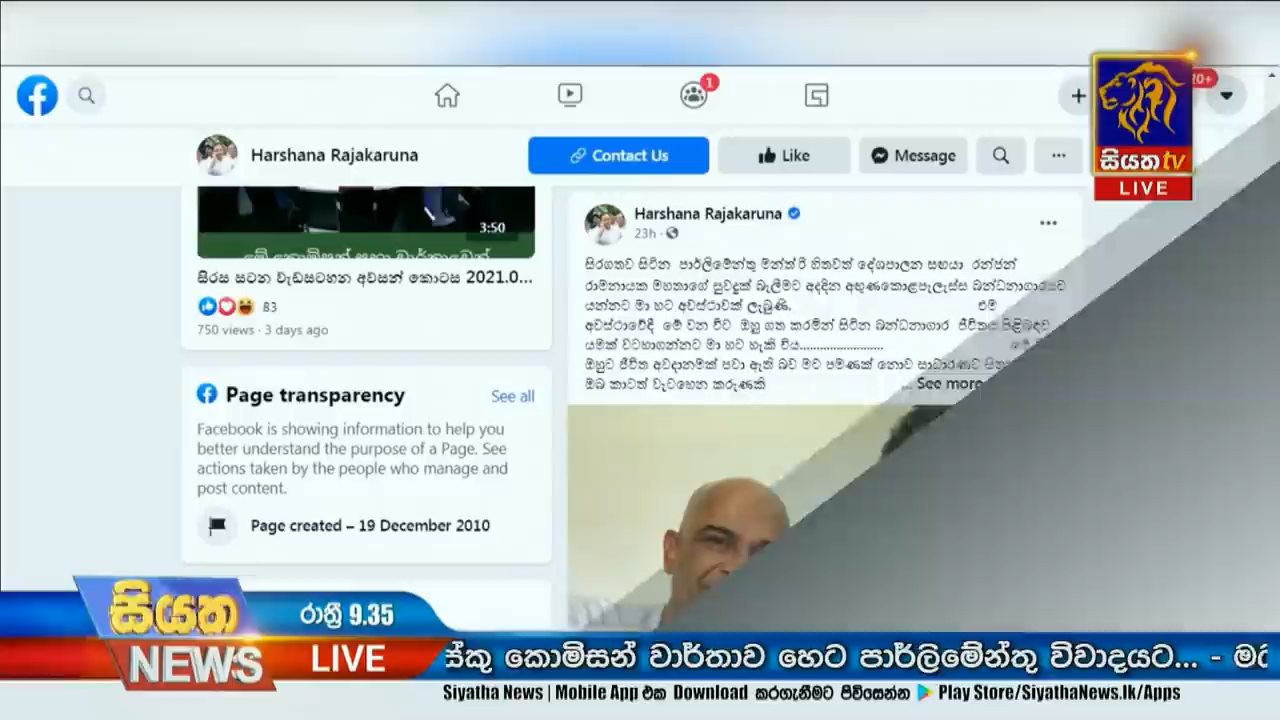 1
20+
සියත tv
LIVE
Harshana Rajakaruna
Contact Us
Like
Message
3:50
සිරස සටන වැඩසටහන අවසන් කොටස 2021.0...
83
750 views · 3 days ago
Page transparency
See all
Facebook is showing information to help you
better understand the purpose of a Page. See
actions taken by the people who manage and
post content.
Page created – 19 December 2010
Harshana Rajakaruna
23h
සිරගතව සිටින පාර්ලිමේන්තු මන්ත්‍රී හිතවත් දේශපාලන සඟයා රන්ජන්
රාමනායක මහතාගේ සුවදුක් බැලීමට අදදින අඟුණකොළපැලැස්ස බන්ධනාගාරයට
යන්නට මා හට අවස්ථාවක් ලැබුණි. එම
අවස්ථාවේදී මේ වන විට ඔහු ගත කරමින් සිටින බන්ධනාගාර ජීවිතය පිළිබඳව
යමක් වටහාගන්නට මා හට හැකි විය........................ මේ
ඔහුට ජීවිත අවදානමක් පවා ඇති බව මට පමණක් නොව සාධාරණව
ඔබ කාටත් වැටහෙන කරුණකි ... See more
සියත
NEWS
රාත්‍රී 9.35
LIVE
ස්කු කොමිසන් වාර්තාව හෙට පාර්ලිමේන්තු විවාදයට... -
Siyatha News | Mobile App එක Download කරගැනීමට පිවිසෙන්න Play Store/SiyathaNews.lk/Apps